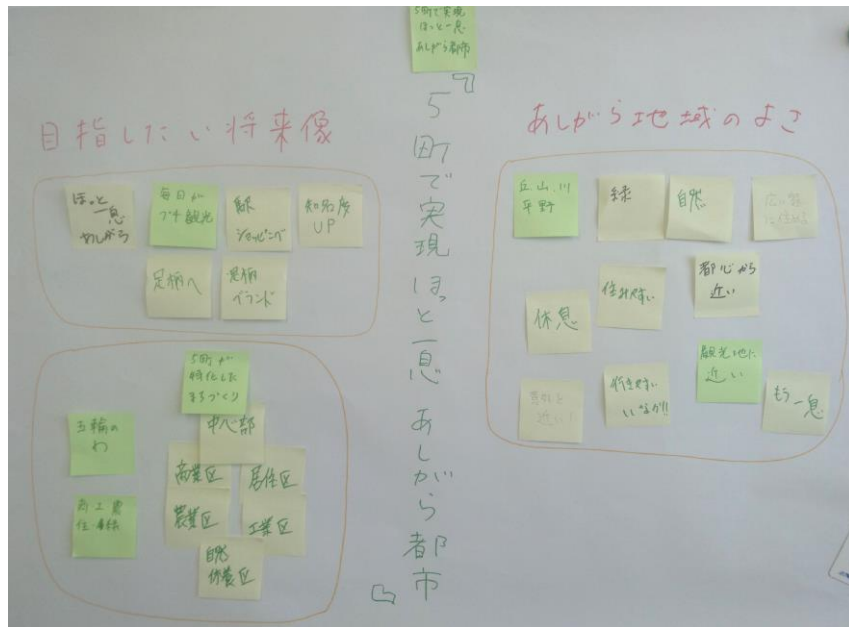 5町で実現
ほっと一息
あしがら都市
『5町で実現 ほっと一息 あしがら都市』
目指したい将来像
ほっと
一息
あしがら
毎日が
プチ観光
ショッピング
知名度
UP
足柄へ
足柄
ブランド
5町が
特化した
まちづくり
五輪の
わ
中心部
商業区
居住区
農業区
工業区
自然
休養区
商工農
住・自然
あしがら地域のよさ
丘山、川
平野
緑
自然
都心から
近い
休息
住みやすい
観光地に
近い
意外と
近い!!
行きやすい
いなか!!
もう一息